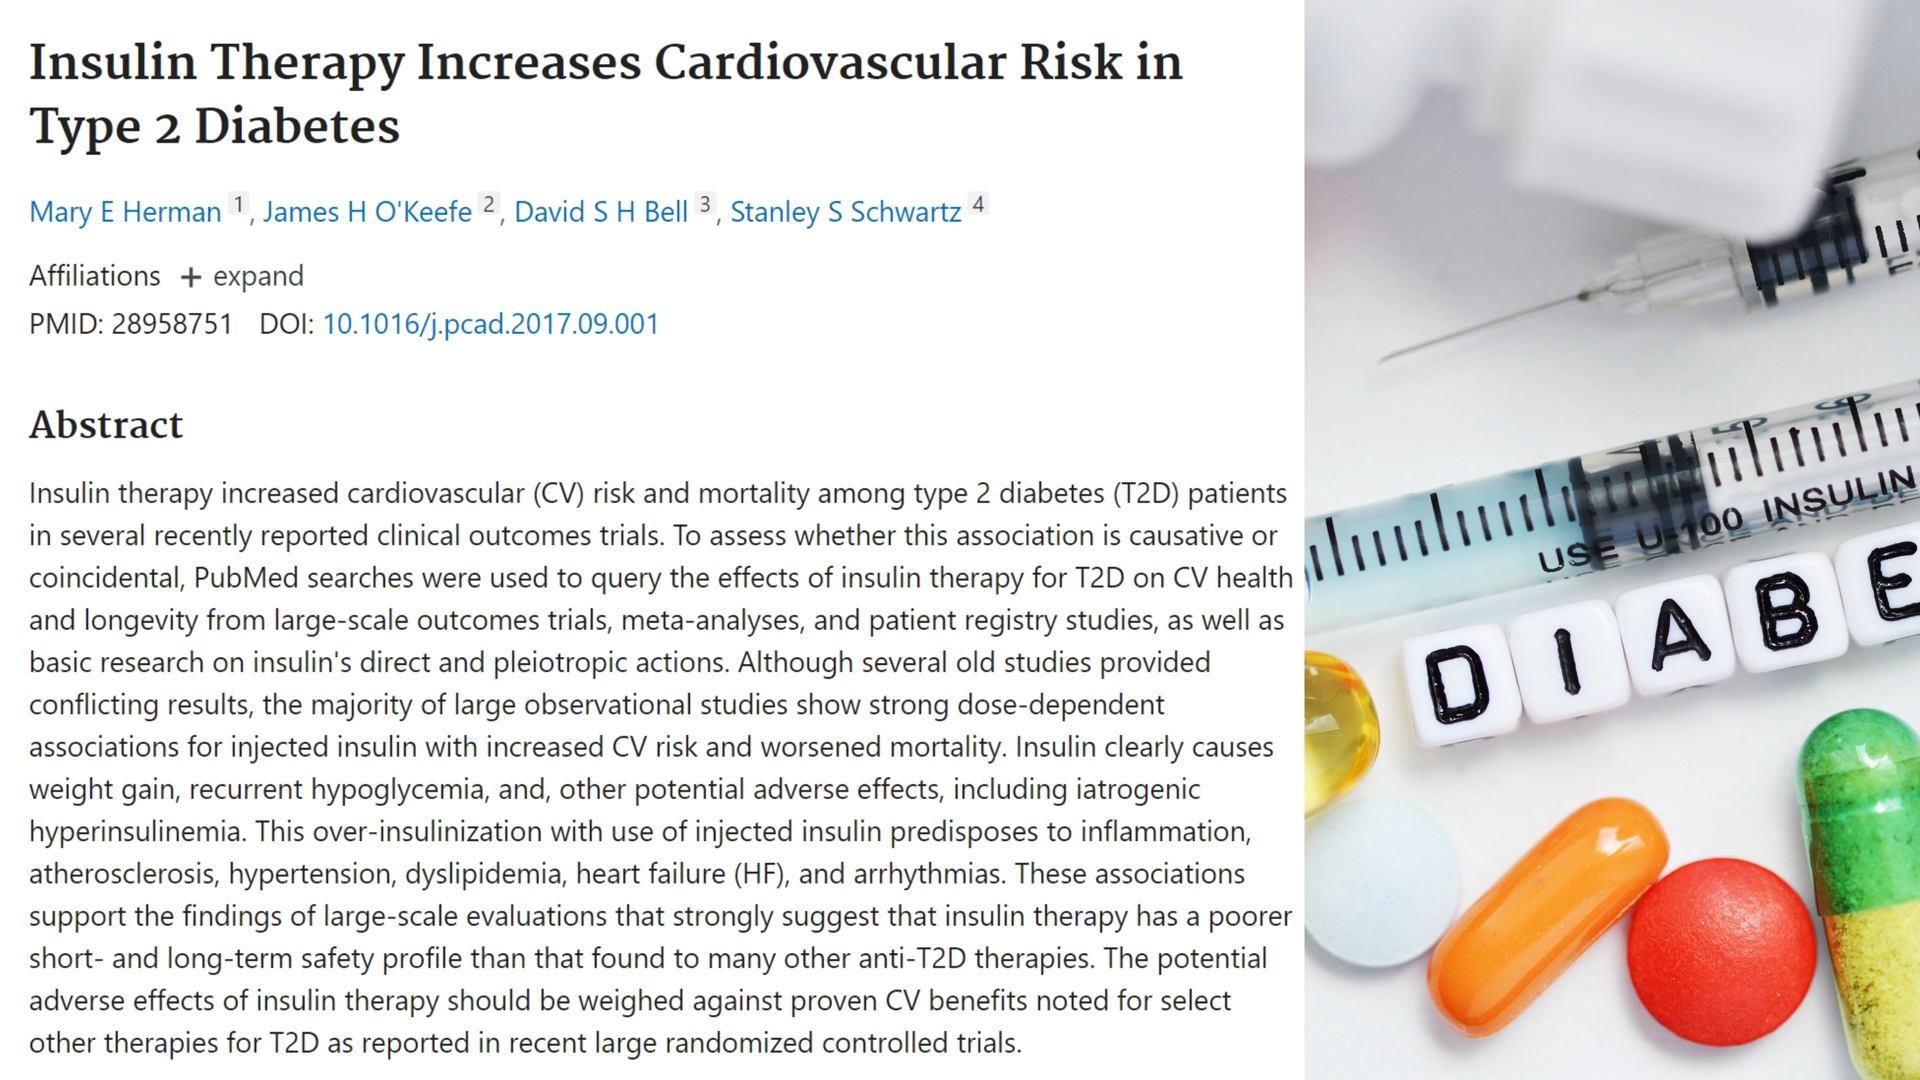 Insulin Therapy Increases Cardiovascular Risk in
Type 2 Diabetes
Mary E Herman 1, James H O'Keefe 2, David S H Bell 3, Stanley S Schwartz 4
Affiliations + expand
PMID: 28958751 DOI: 10.1016/j.pcad.2017.09.001
Abstract
Insulin therapy increased cardiovascular (CV) risk and mortality among type 2 diabetes (T2D) patients
in several recently reported clinical outcomes trials. To assess whether this association is causative or
coincidental, PubMed searches were used to query the effects of insulin therapy for T2D on CV health
and longevity from large-scale outcomes trials, meta-analyses, and patient registry studies, as well as
basic research on insulin's direct and pleiotropic actions. Although several old studies provided
conflicting results, the majority of large observational studies show strong dose-dependent
associations for injected insulin with increased CV risk and worsened mortality. Insulin clearly causes
weight gain, recurrent hypoglycemia, and, other potential adverse effects, including iatrogenic
hyperinsulinemia. This over-insulinization with use of injected insulin predisposes to inflammation,
atherosclerosis, hypertension, dyslipidemia, heart failure (HF), and arrhythmias. These associations
support the findings of large-scale evaluations that strongly suggest that insulin therapy has a poorer
short- and long-term safety profile than that found to many other anti-T2D therapies. The potential
adverse effects of insulin therapy should be weighed against proven CV benefits noted for select
other therapies for T2D as reported in recent large randomized controlled trials.
USE U-100 INSULIN
DIABE